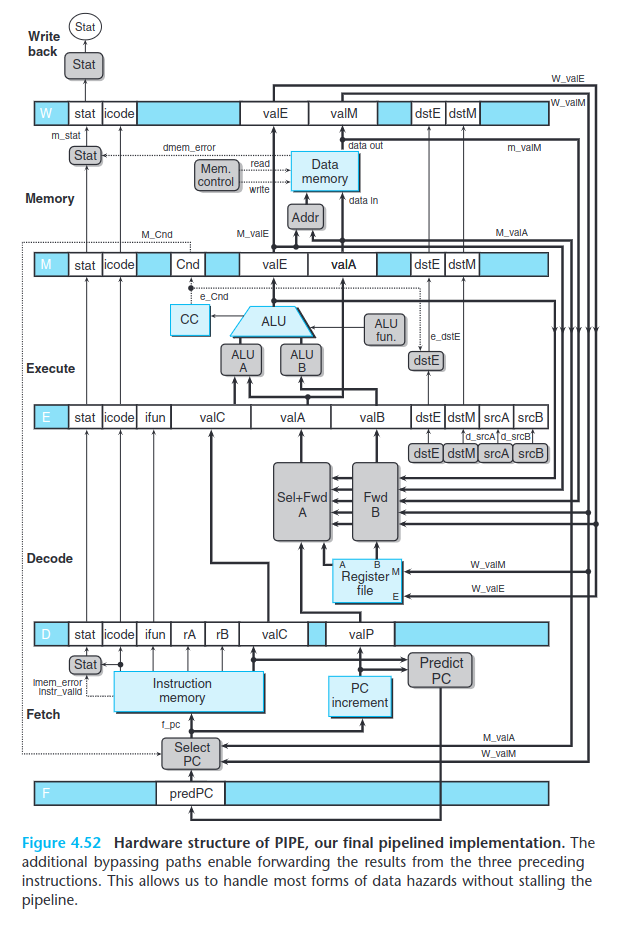 Write
back
Stat
Stat
W_valE
W_valM
W
stat
icode
valE
valM
dstE
dstM
m_stat
Stat
dmem_error
data out
m_valM
Mem.
control
read
write
Data
memory
data in
Memory
Addr
M_Cnd
M_valE
M_valA
M
stat
icode
Cnd
valE
valA
dstE
dstM
e_Cnd
CC
ALU
ALU
fun.
e_dstE
ALU
A
ALU
B
dstE
Execute
E
stat
icode
ifun
valC
valA
valB
dstE
dstM
srcA
srcB
d_srcA
d_srcB
dstE
dstM
srcA
srcB
Sel+Fwd
A
Fwd
B
Decode
A
B
M
Register
file
E
W_valM
W_valE
D
stat
icode
ifun
rA
rB
valC
valP
Stat
imem_error
instr_valid
Instruction
memory
PC
increment
Predict
PC
Fetch
f_pc
Select
PC
M_valA
W_valM
F
predPC
Figure 4.52 Hardware structure of PIPE, our final pipelined implementation. The
additional bypassing paths enable forwarding the results from the three preceding
instructions. This allows us to handle most forms of data hazards without stalling the
pipeline.